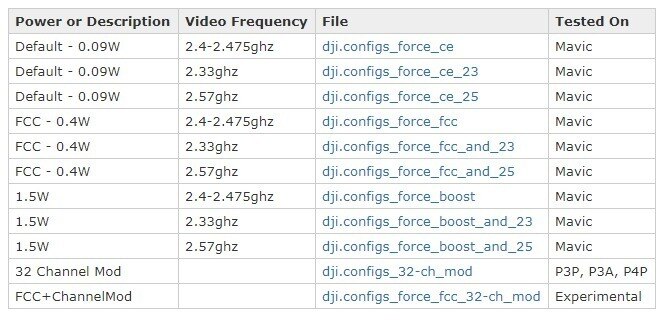 Power or Description Video Frequency File Tested On
Default - 0.09W 2.4-2.475ghz dji.configs_force_ce Mavic
Default - 0.09W 2.33ghz dji.configs_force_ce_23 Mavic
Default - 0.09W 2.57ghz dji.configs_force_ce_25 Mavic
FCC - 0.4W 2.4-2.475ghz dji.configs_force_fcc Mavic
FCC - 0.4W 2.33ghz dji.configs_force_fcc_and_23 Mavic
FCC - 0.4W 2.57ghz dji.configs_force_fcc_and_25 Mavic
1.5W 2.4-2.475ghz dji.configs_force_boost Mavic
1.5W 2.33ghz dji.configs_force_boost_and_23 Mavic
1.5W 2.57ghz dji.configs_force_boost_and_25 Mavic
32 Channel Mod dji.configs_32-ch_mod P3P, P3A, P4P
FCC+ChannelMod dji.configs_force_fcc_32-ch_mod Experimental